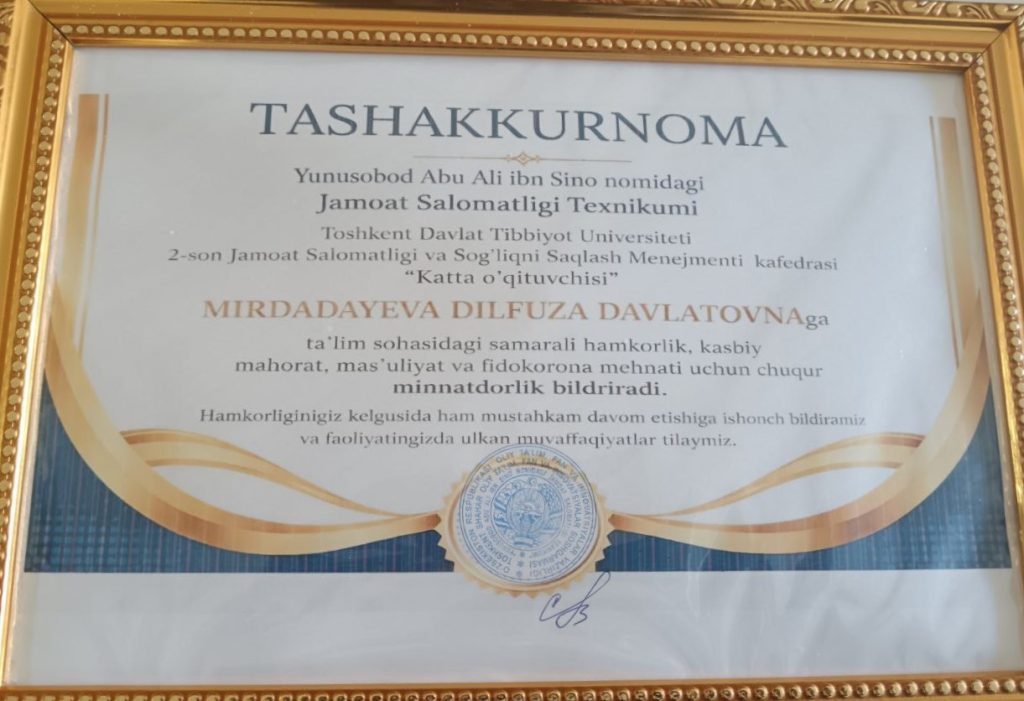 TASHAKKURNOMA
Yunusobod Abu Ali ibn Sino nomidagi
Jamoat Salomatligi Texnikumi
Toshkent Davlat Tibbiyot Universiteti
2-son Jamoat Salomatligi va Sog'liqni Saqlash Menejmenti kafedrasi
“Katta o'qituvchisi”
MIRDADAYEVA DILFUZA DAVLATOVNAga
ta'lim sohasidagi samarali hamkorlik, kasbiy
mahorat, mas'uliyat va fidokorona mehnati uchun chuqur
minnatdorlik bildriradi.
Hamkorliginigiz kelgusida ham mustahkam davom etishiga ishonch bildiramiz
va faoliyatingizda ulkan muvaffaqiyatlar tilaymiz.